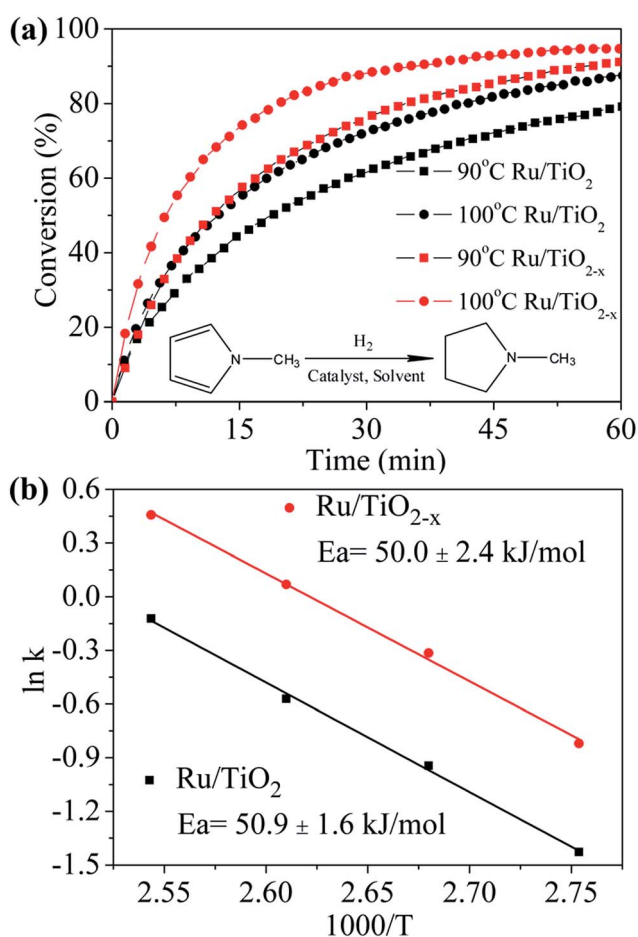 (a)
100
80
60
40
20
0
Conversion (%)
90°C Ru/TiO2
100°C Ru/TiO2
90°C Ru/TiO2-x
100°C Ru/TiO2-x
N—CH3
H2
Catalyst, Solvent
N—CH3
0 15 30 45 60
Time (min)
(b)
0.6
0.3
0.0
-0.3
-0.6
-0.9
-1.2
-1.5
ln k
Ru/TiO2-x
Ea= 50.0 ± 2.4 kJ/mol
Ru/TiO2
Ea= 50.9 ± 1.6 kJ/mol
2.55 2.60 2.65 2.70 2.75
1000/T